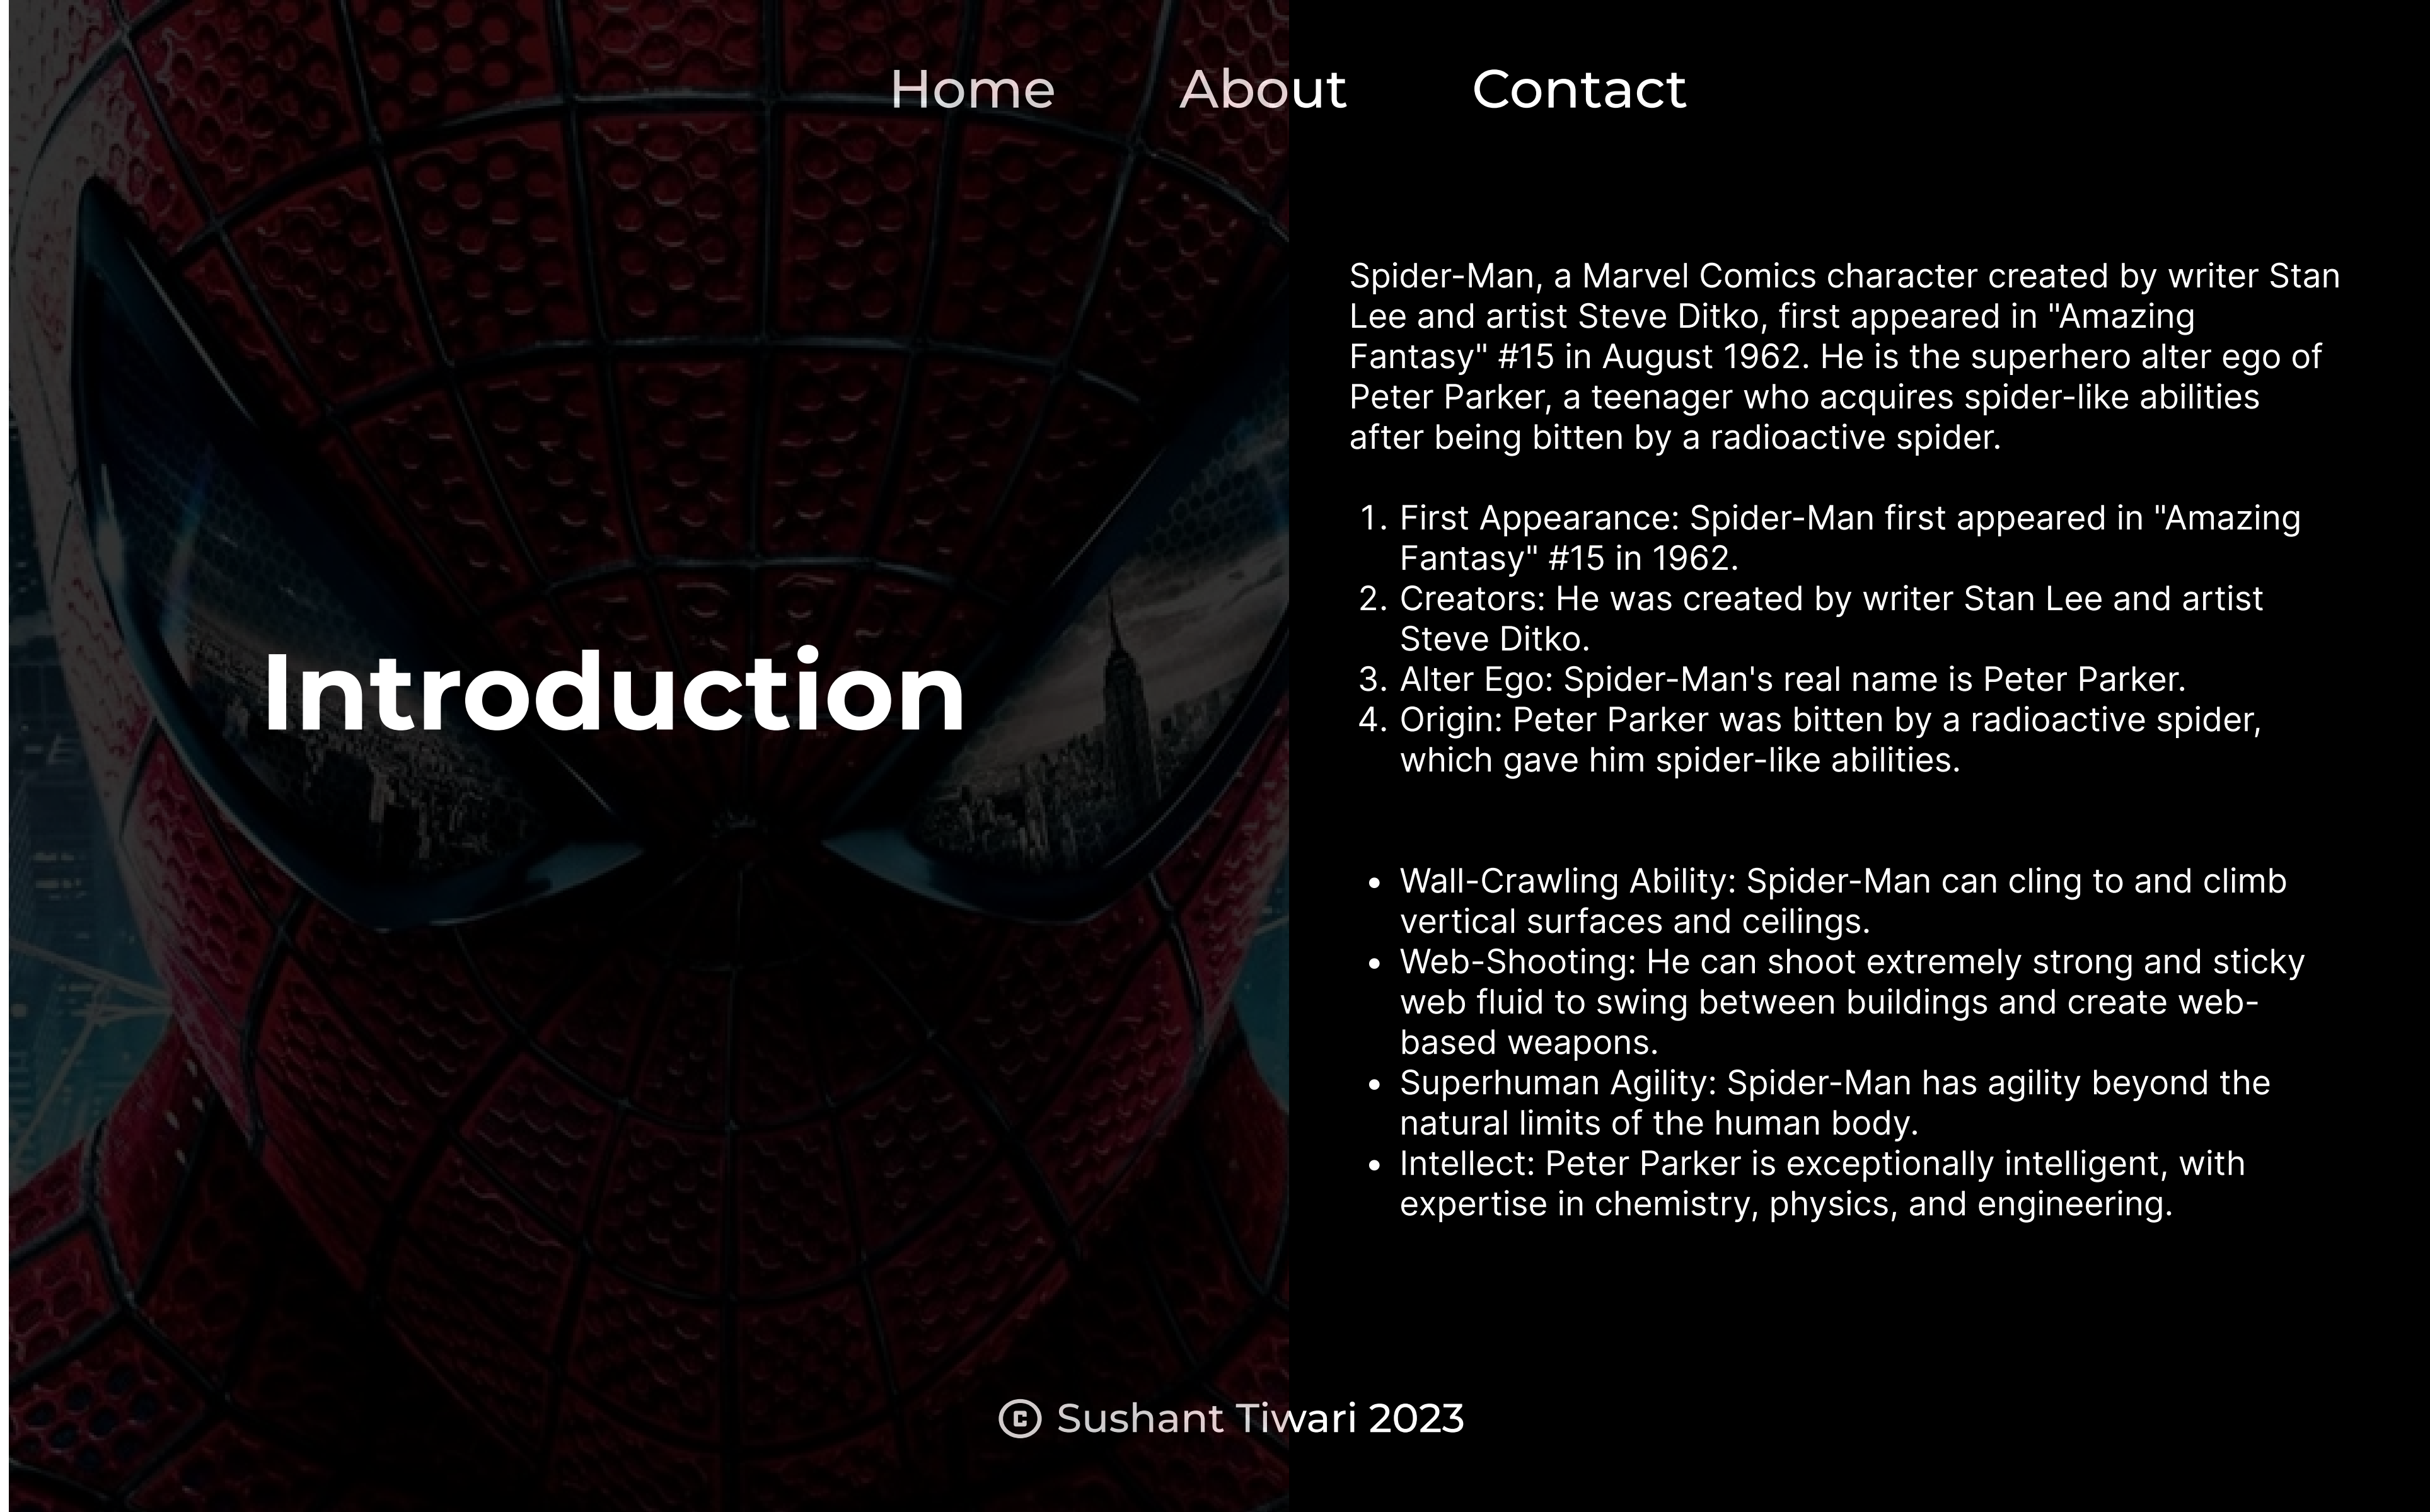 Home About Contact
Introduction
Spider-Man, a Marvel Comics character created by writer Stan
Lee and artist Steve Ditko, first appeared in "Amazing
Fantasy" #15 in August 1962. He is the superhero alter ego of
Peter Parker, a teenager who acquires spider-like abilities
after being bitten by a radioactive spider.
1. First Appearance: Spider-Man first appeared in "Amazing
Fantasy" #15 in 1962.
2. Creators: He was created by writer Stan Lee and artist
Steve Ditko.
3. Alter Ego: Spider-Man's real name is Peter Parker.
4. Origin: Peter Parker was bitten by a radioactive spider,
which gave him spider-like abilities.
• Wall-Crawling Ability: Spider-Man can cling to and climb
vertical surfaces and ceilings.
• Web-Shooting: He can shoot extremely strong and sticky
web fluid to swing between buildings and create web-
based weapons.
• Superhuman Agility: Spider-Man has agility beyond the
natural limits of the human body.
• Intellect: Peter Parker is exceptionally intelligent, with
expertise in chemistry, physics, and engineering.
© Sushant Tiwari 2023